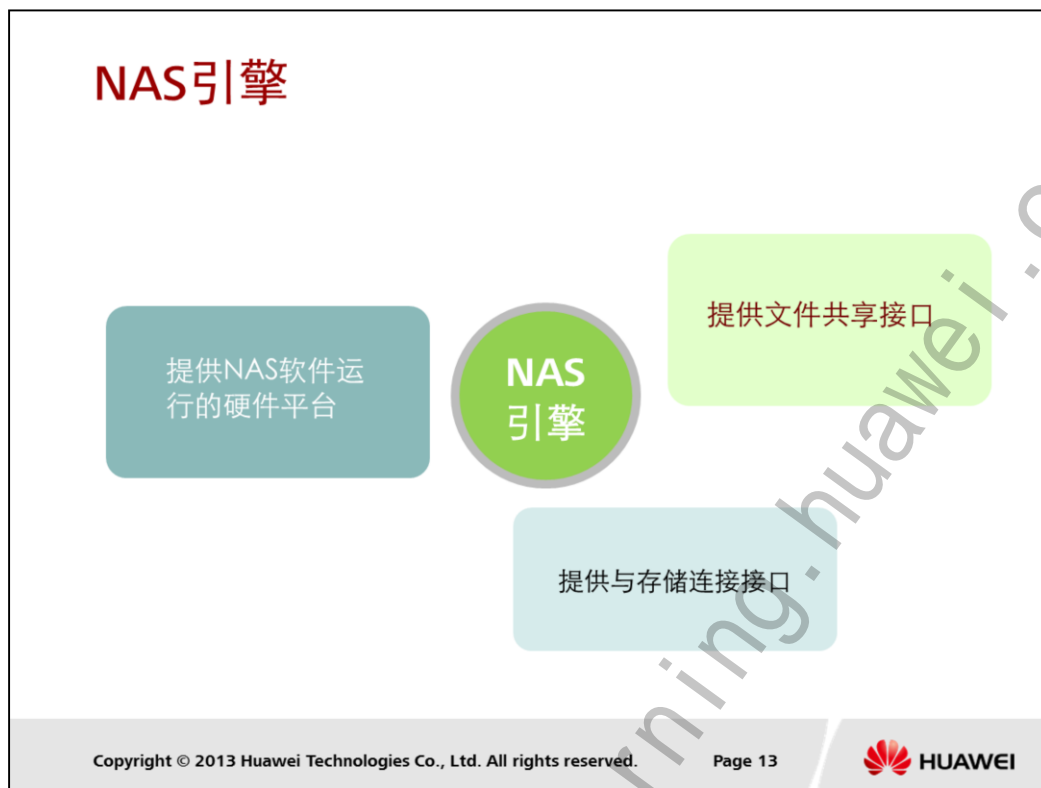 NAS引擎
提供文件共享接口
提供NAS软件运
行的硬件平台
NAS
引擎
提供与存储连接接口
Copyright © 2013 Huawei Technologies Co., Ltd. All rights reserved.
Page 13
HUAWEI
rning.huawei.c